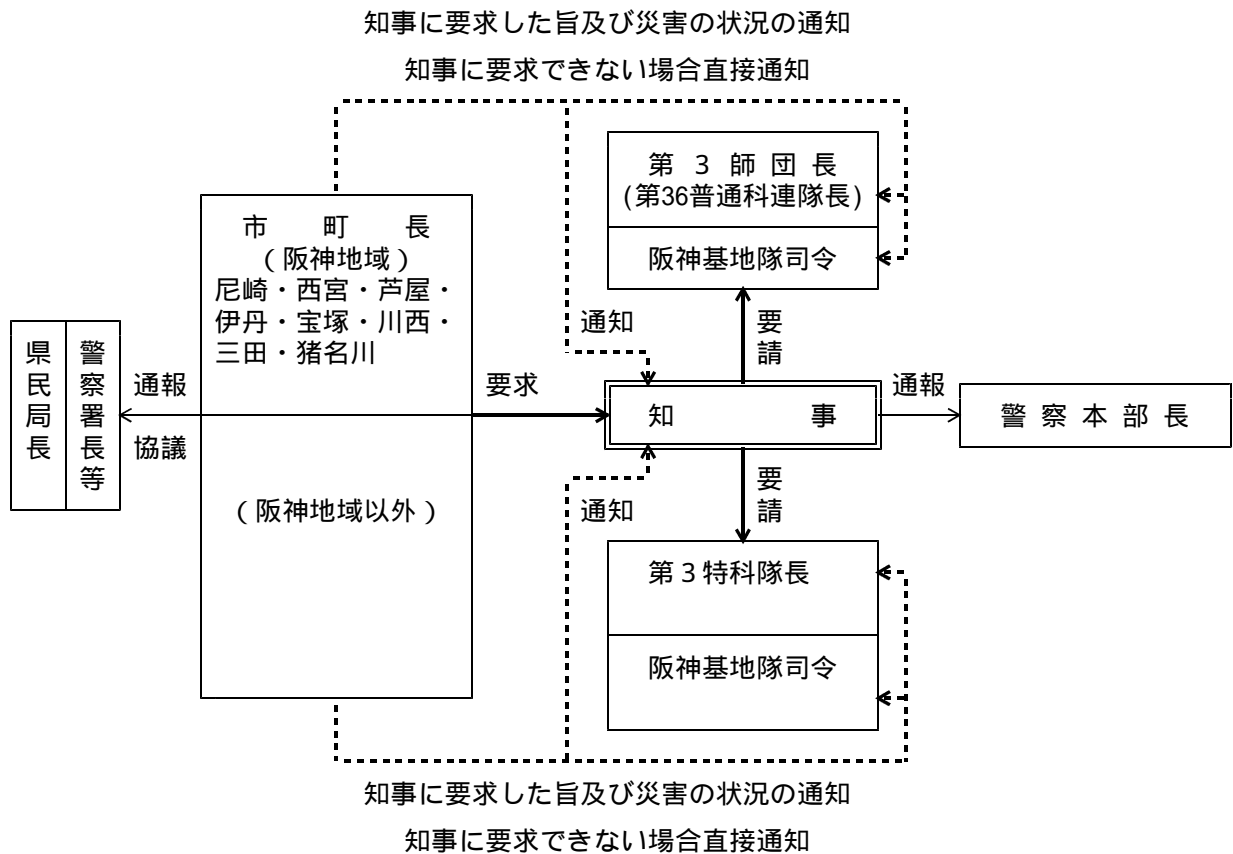 知事に要求した旨及び災害の状況の通知
知事に要求できない場合直接通知
第３師団長
(第36普通科連隊長)
阪神基地隊司令
市町長
（阪神地域）
尼崎・西宮・芦屋・
伊丹・宝塚・川西・
三田・猪名川
（阪神地域以外）
県民局長
警察署長等
通報
協議
要求
通知
要請
知事
通報
警察本部長
通知
要請
第３特科隊長
阪神基地隊司令
知事に要求した旨及び災害の状況の通知
知事に要求できない場合直接通知